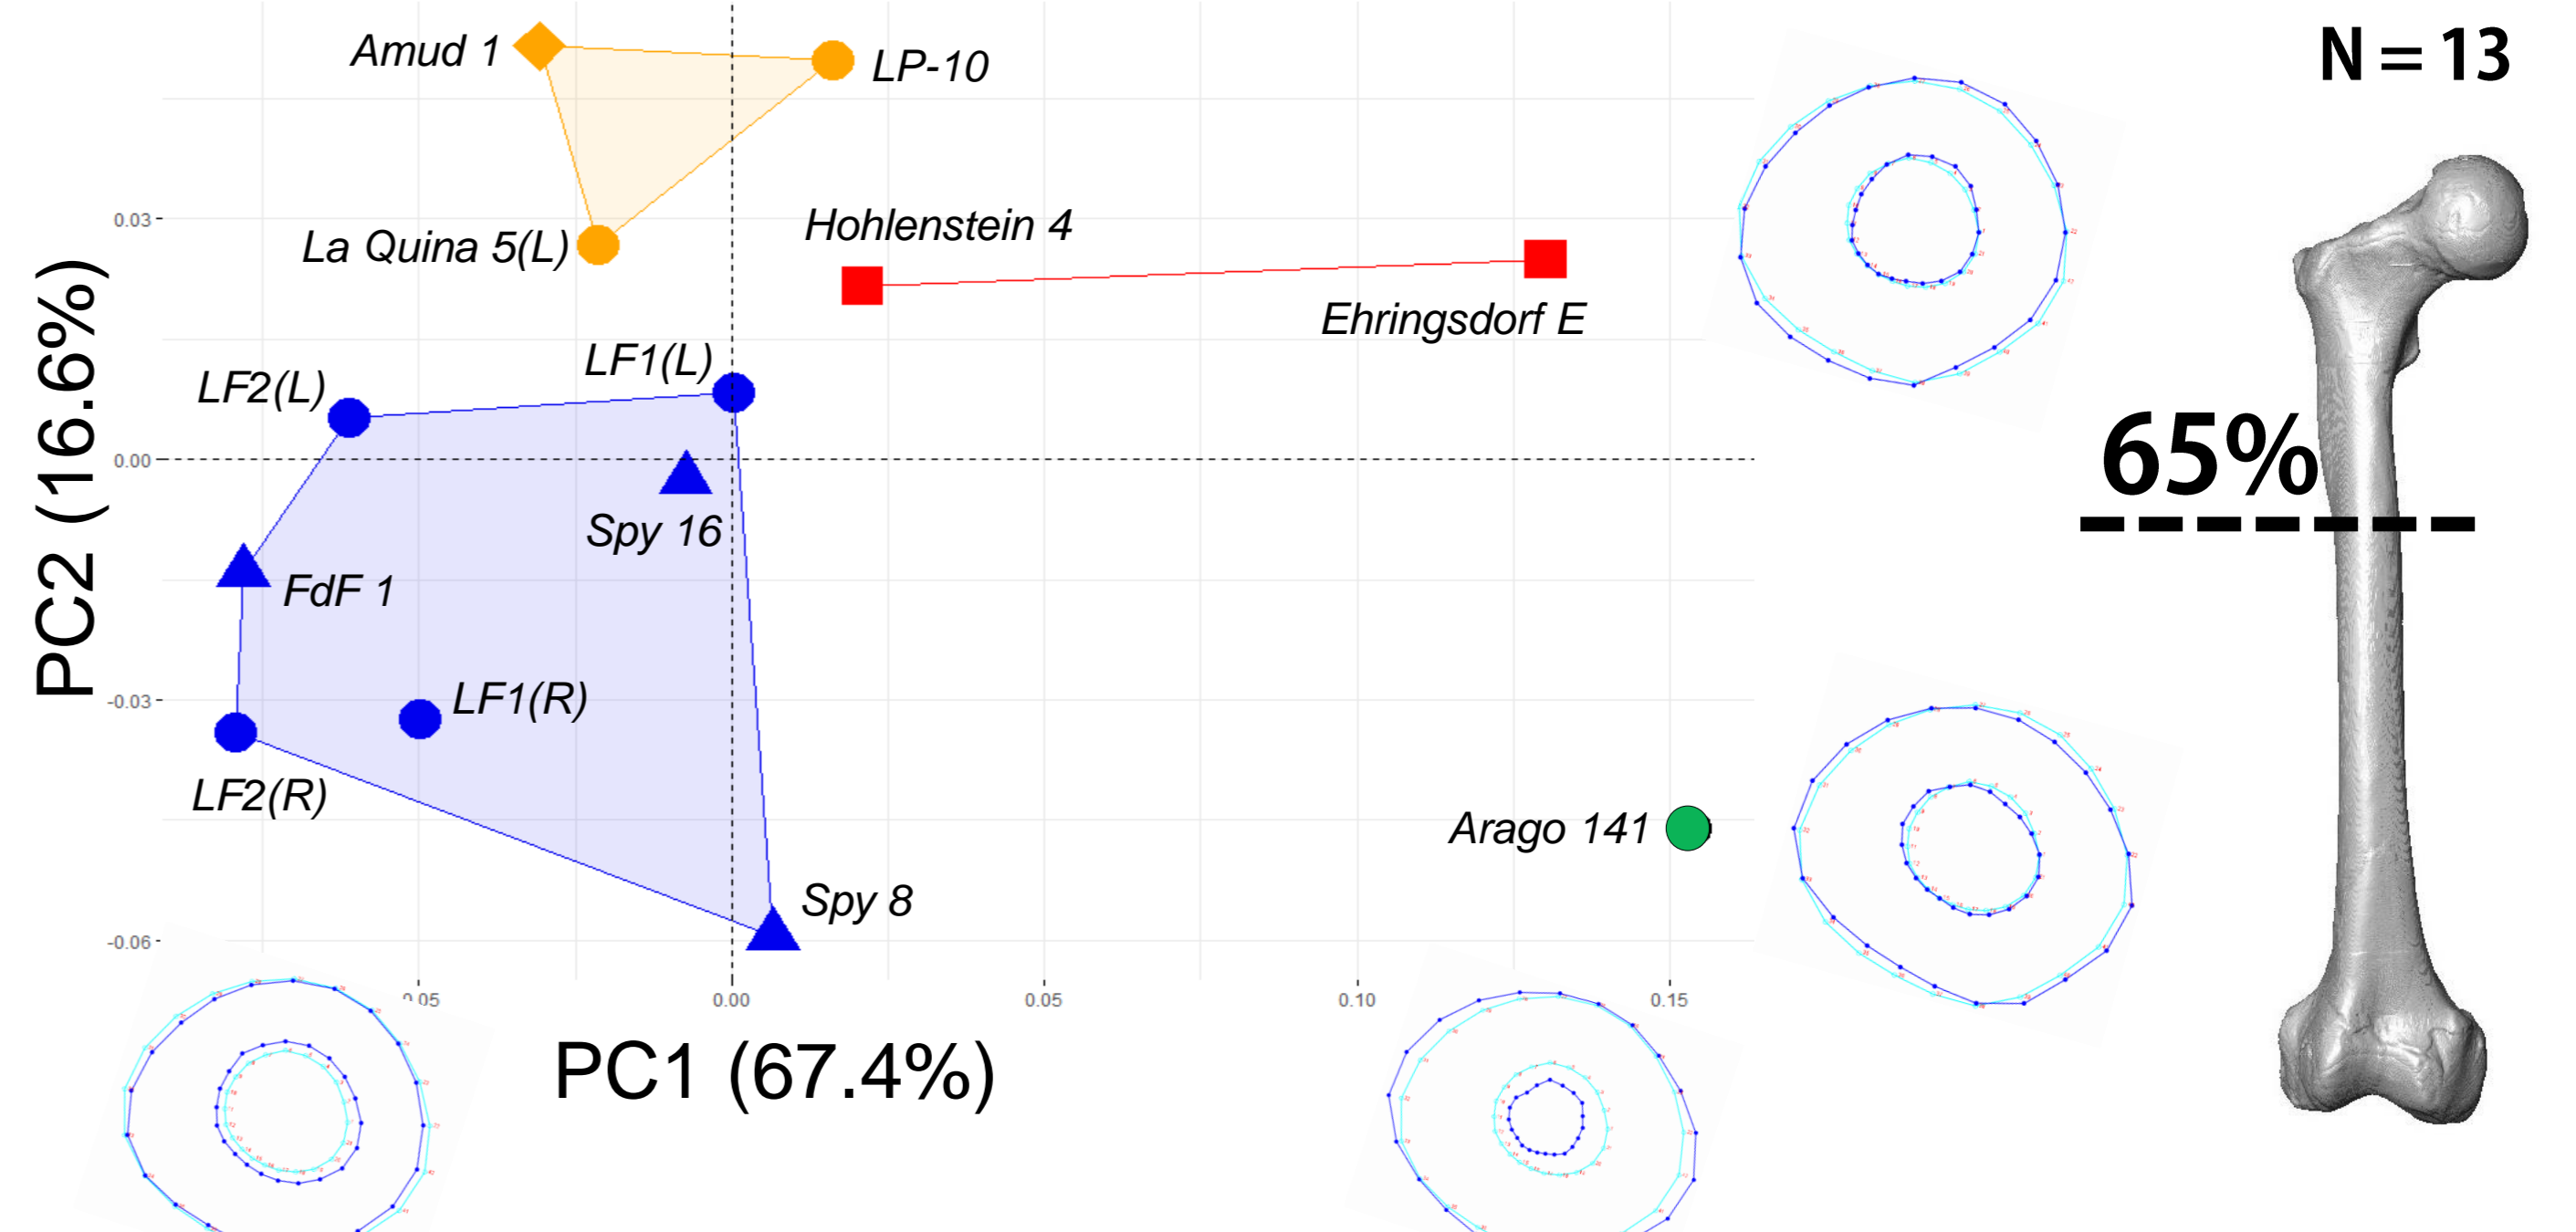 N = 13
Amud 1
LP-10
0.03
La Quina 5(L)
Hohlenstein 4
Ehringsdorf E
LF2(L)
LF1(L)
65%
0.00
Spy 16
FdF 1
PC2 (16.6%)
-0.03
LF1(R)
LF2(R)
Arago 141
Spy 8
-0.06
0.05
0.00
0.05
0.10
0.15
PC1 (67.4%)